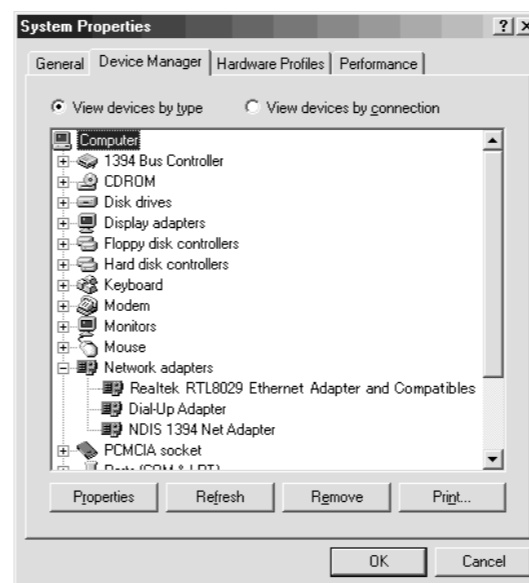 System Properties
General Device Manager Hardware Profiles Performance
View devices by type View devices by connection
Computer
1394 Bus Controller
CDROM
Disk drives
Display adapters
Floppy disk controllers
Hard disk controllers
Keyboard
Modem
Monitors
Mouse
Network adapters
Realtek RTL8029 Ethernet Adapter and Compatibles
Dial-Up Adapter
NDIS 1394 Net Adapter
PCMCIA socket
Ports (COM & LPT)
Properties Refresh Remove Print...
OK Cancel